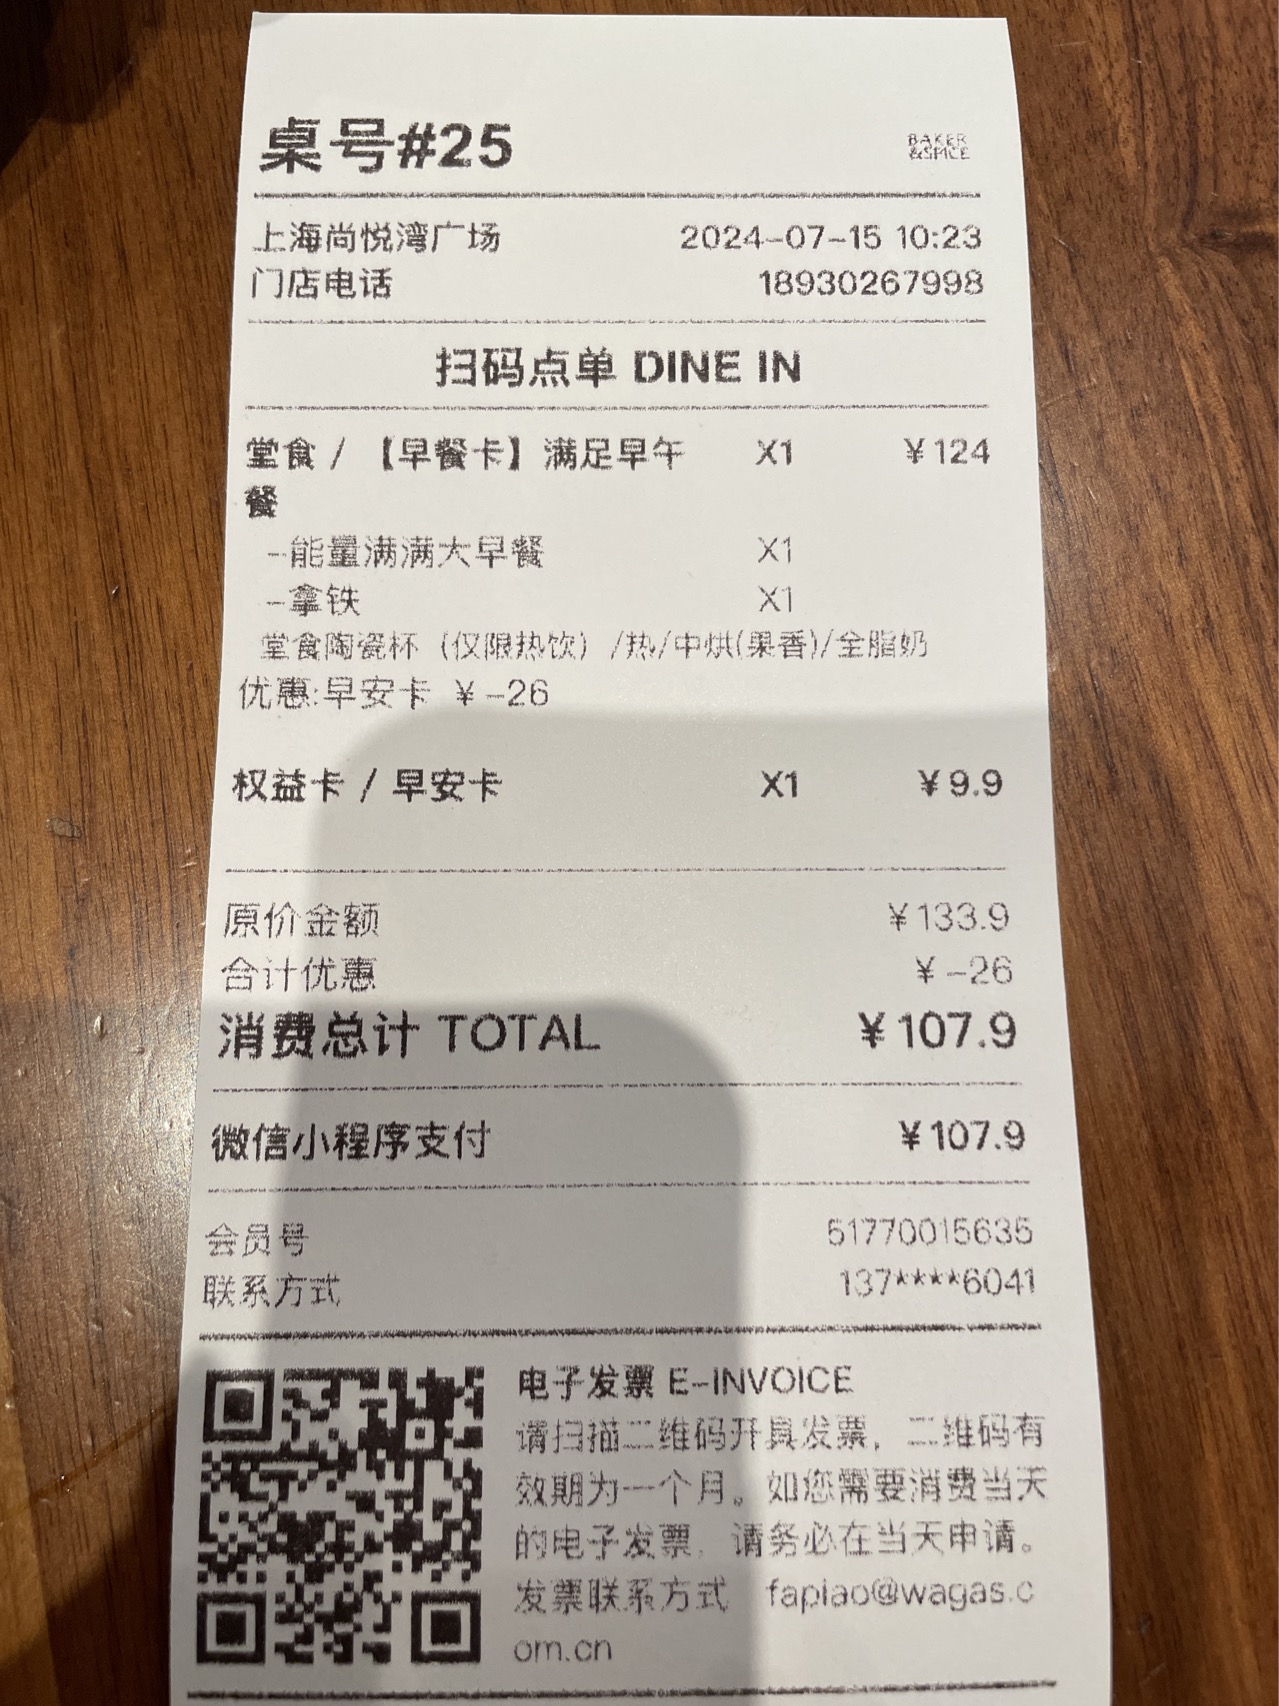 桌号#25
BAKER
&SPICE
上海尚悦湾广场 2024-07-15 10:23
门店电话 18930267998
扫码点单 DINE IN
堂食 / 【早餐卡】满足早午 X1 ¥124
餐
-能量满满大早餐 X1
-拿铁 X1
堂食陶瓷杯（仅限热饮）/热/中烘(果香)/全脂奶
优惠:早安卡 ¥-26
权益卡 / 早安卡 X1 ¥9.9
原价金额 ¥133.9
合计优惠 ¥-26
消费总计 TOTAL ¥107.9
微信小程序支付 ¥107.9
会员号 51770015635
联系方式 137****6041
电子发票 E-INVOICE
请扫描二维码开具发票，二维码有
效期为一个月。如您需要消费当天
的电子发票，请务必在当天申请。
发票联系方式 fapiao@wagas.c
om.cn